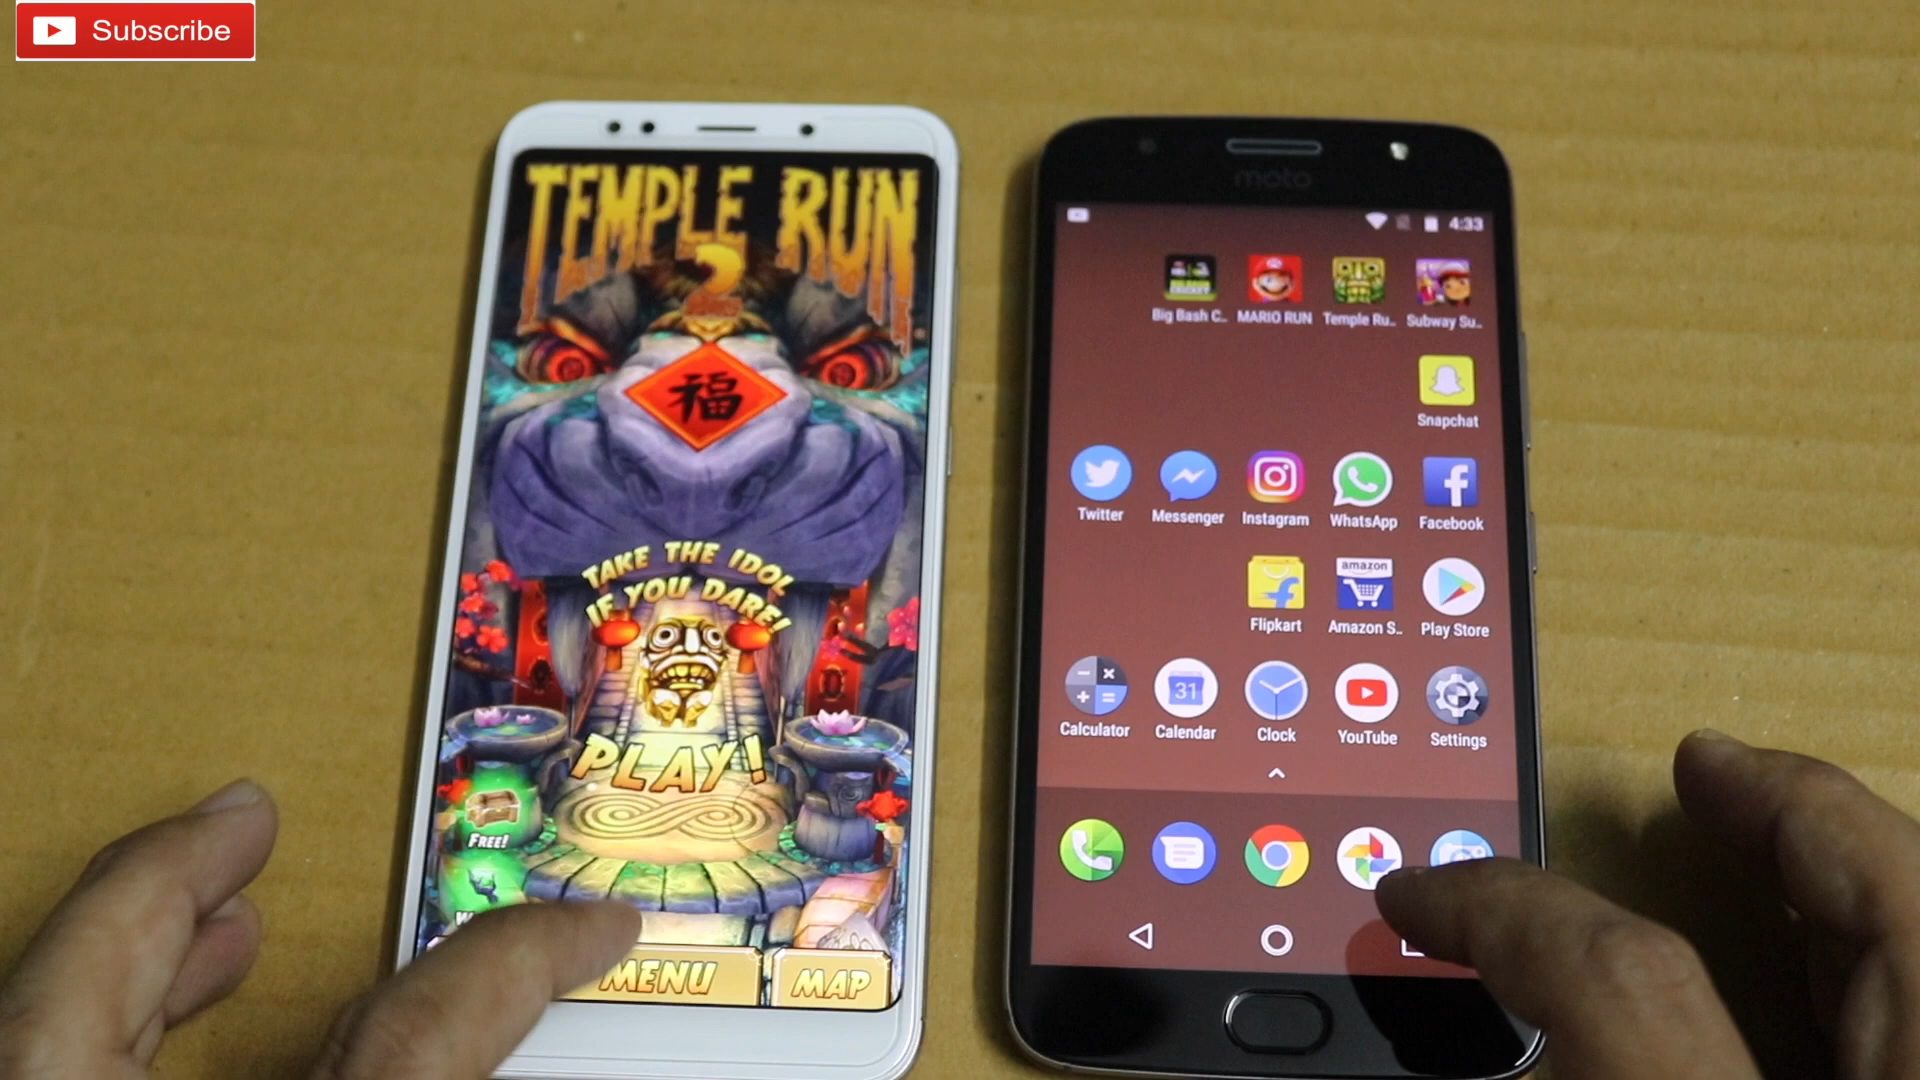 Subscribe
TEMPLE RUN
2
福
TAKE THE IDOL
IF YOU DARE!
PLAY!
FREE!
MENU
MAP
moto
4:33
Big Bash C..
MARIO RUN
Temple Ru..
Subway Su..
Snapchat
Twitter
Messenger
Instagram
WhatsApp
Facebook
amazon
Flipkart
Amazon S..
Play Store
31
Calculator
Calendar
Clock
YouTube
Settings